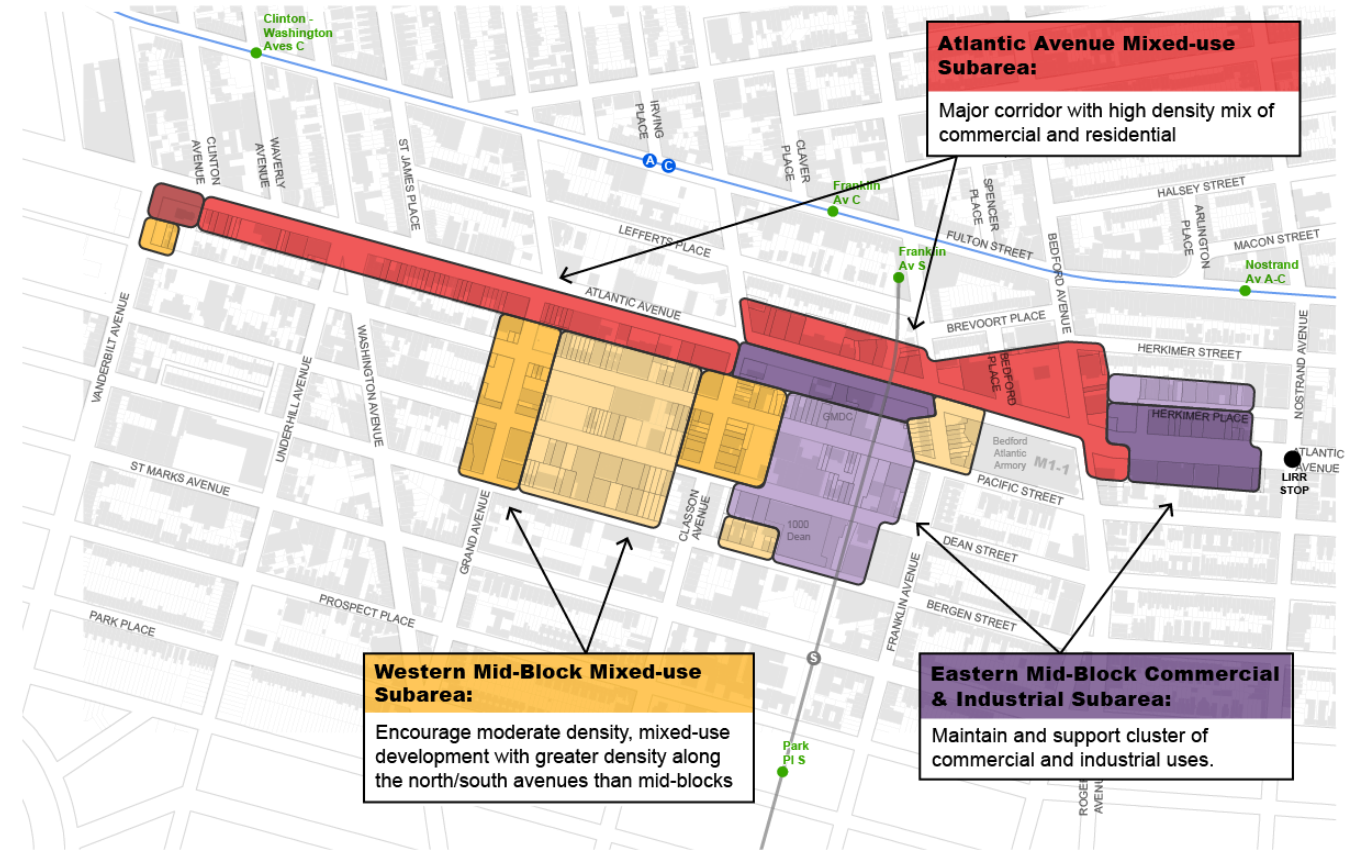 Clinton -
Washington
Aves C
Atlantic Avenue Mixed-use
Subarea:
Major corridor with high density mix of
commercial and residential
CLINTON
AVENUE
WAVERLY
AVENUE
ST JAMES PLACE
IRVING
PLACE
A
C
CLAVER
PLACE
Franklin
Av C
SPENCER
PLACE
HALSEY STREET
ARLINGTON
PLACE
MACON STREET
LEFFERTS PLACE
FULTON STREET
BEDFORD AVENUE
Franklin
Av S
Nostrand
Av A-C
ATLANTIC AVENUE
BREVOORT PLACE
BEDFORD
PLACE
HERKIMER STREET
NOSTRAND AVENUE
VANDERBILT AVENUE
UNDERHILL AVENUE
WASHINGTON AVENUE
GMDC
HERKIMER PLACE
Bedford
Atlantic
Armory
M1-1
ATLANTIC
AVENUE
LIRR
STOP
ST MARKS AVENUE
GRAND AVENUE
CLASSON
AVENUE
1000
Dean
PACIFIC STREET
DEAN STREET
FRANKLIN AVENUE
BERGEN STREET
PROSPECT PLACE
PARK PLACE
S
Western Mid-Block Mixed-use
Subarea:
Encourage moderate density, mixed-use
development with greater density along
the north/south avenues than mid-blocks
Eastern Mid-Block Commercial
& Industrial Subarea:
Maintain and support cluster of
commercial and industrial uses.
Park
Pl S